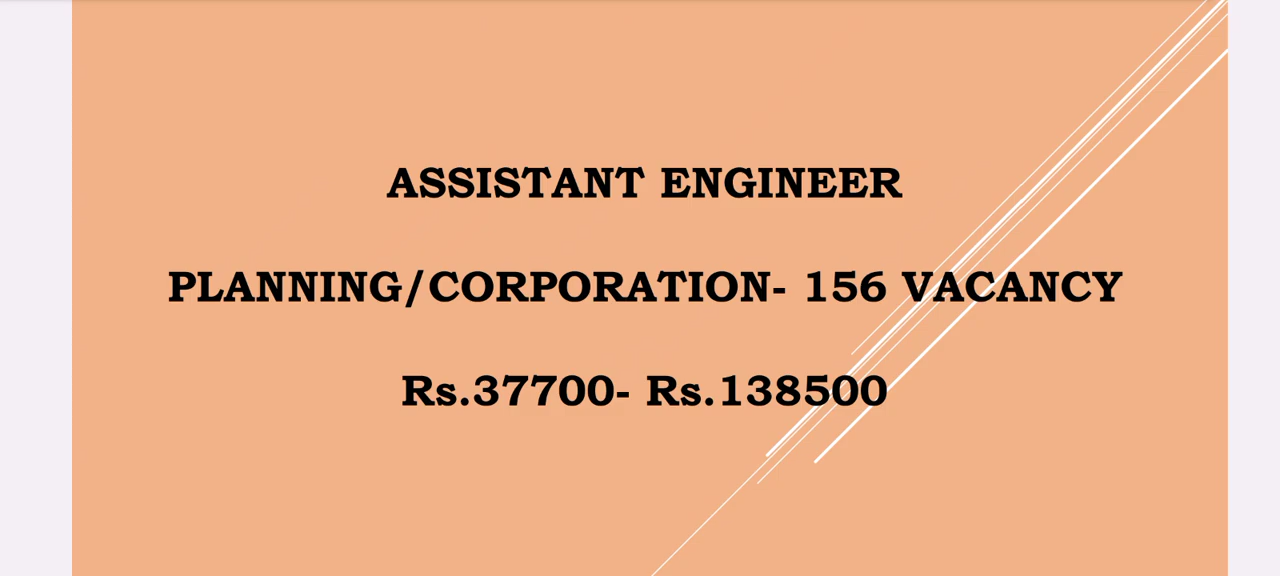 ASSISTANT ENGINEER
PLANNING/CORPORATION- 156 VACANCY
Rs.37700- Rs.138500